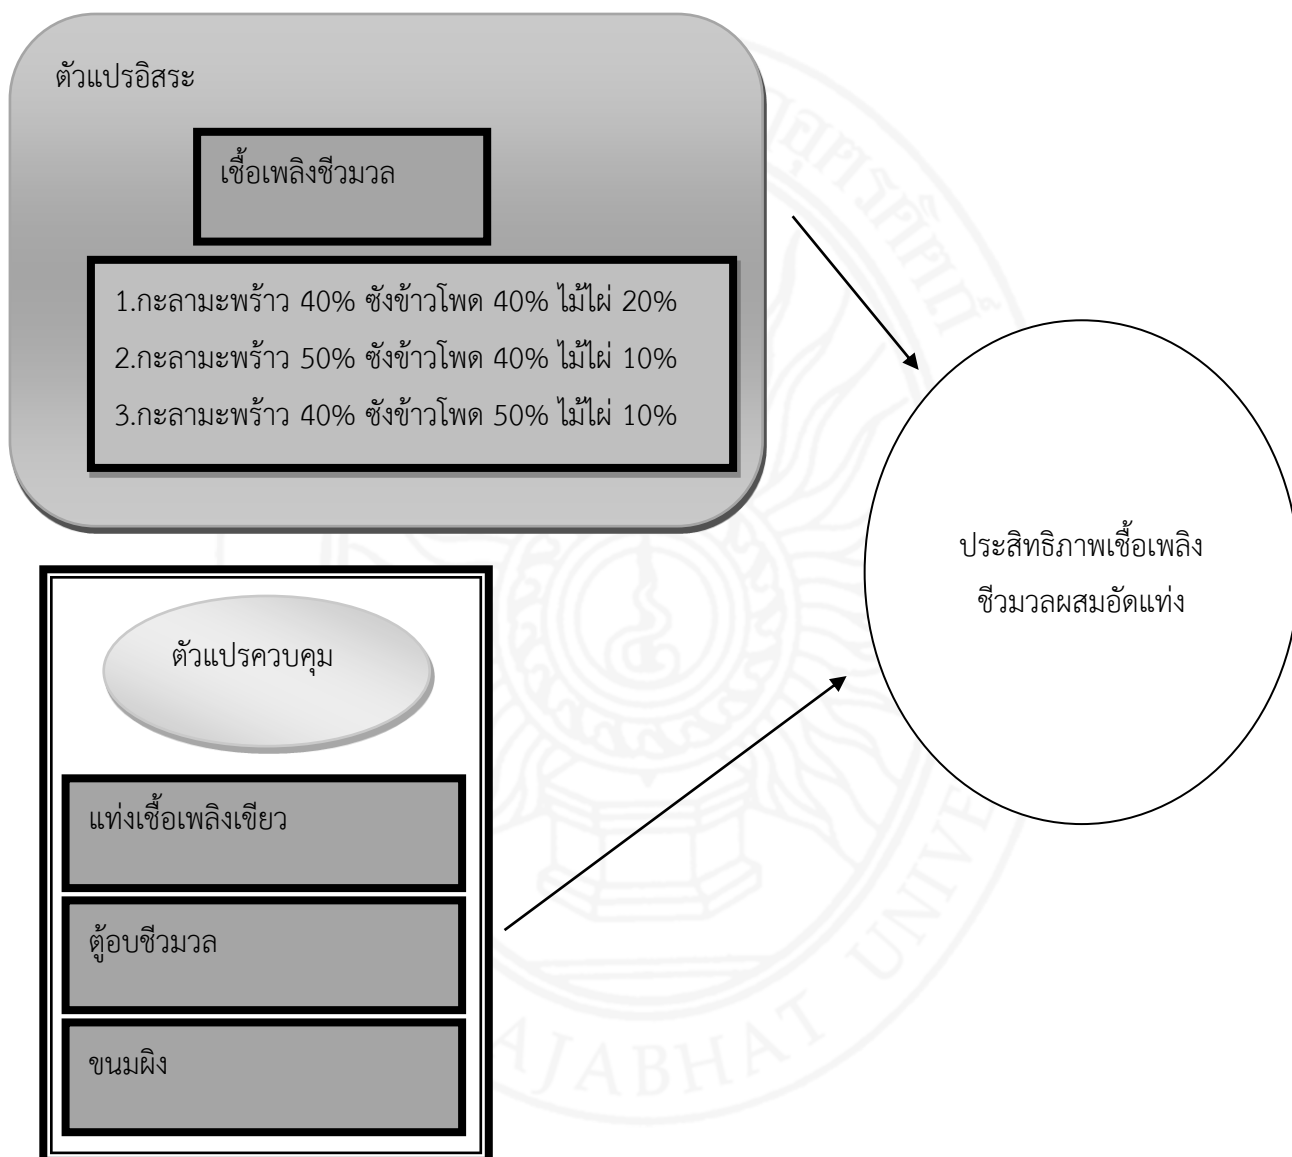 ตัวแปรอิสระ
เชื้อเพลิงชีวมวล
1.กะลามะพร้าว 40% ซังข้าวโพด 40% ไม้ไผ่ 20%
2.กะลามะพร้าว 50% ซังข้าวโพด 40% ไม้ไผ่ 10%
3.กะลามะพร้าว 40% ซังข้าวโพด 50% ไม้ไผ่ 10%
ประสิทธิภาพเชื้อเพลิง
ชีวมวลผสมอัดแท่ง
ตัวแปรควบคุม
แท่งเชื้อเพลิงเขียว
ตู้อบชีวมวล
ขนมผิง